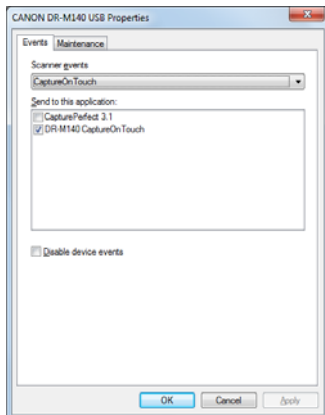 CANON DR-M140 USB Properties
Events
Maintenance
Scanner events
CaptureOnTouch
Send to this application:
CapturePerfect 3.1
DR-M140 CaptureOnTouch
Disable device events
OK
Cancel
Apply